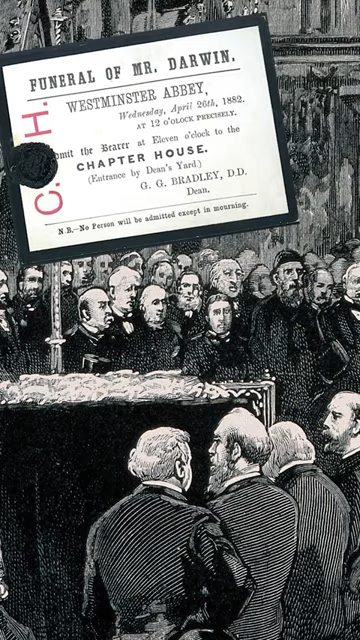 FUNERAL OF MR. DARWIN.
WESTMINSTER ABBEY,
Wednesday, April 26th, 1882.
AT 12 O'CLOCK PRECISELY.
dmit the Bearer at Eleven o'clock to the
CHAPTER HOUSE.
(Entrance by Dean's Yard.)
G. G. BRADLEY, D.D.
Dean.
N.B.—No Person will be admitted except in mourning.
C. H.